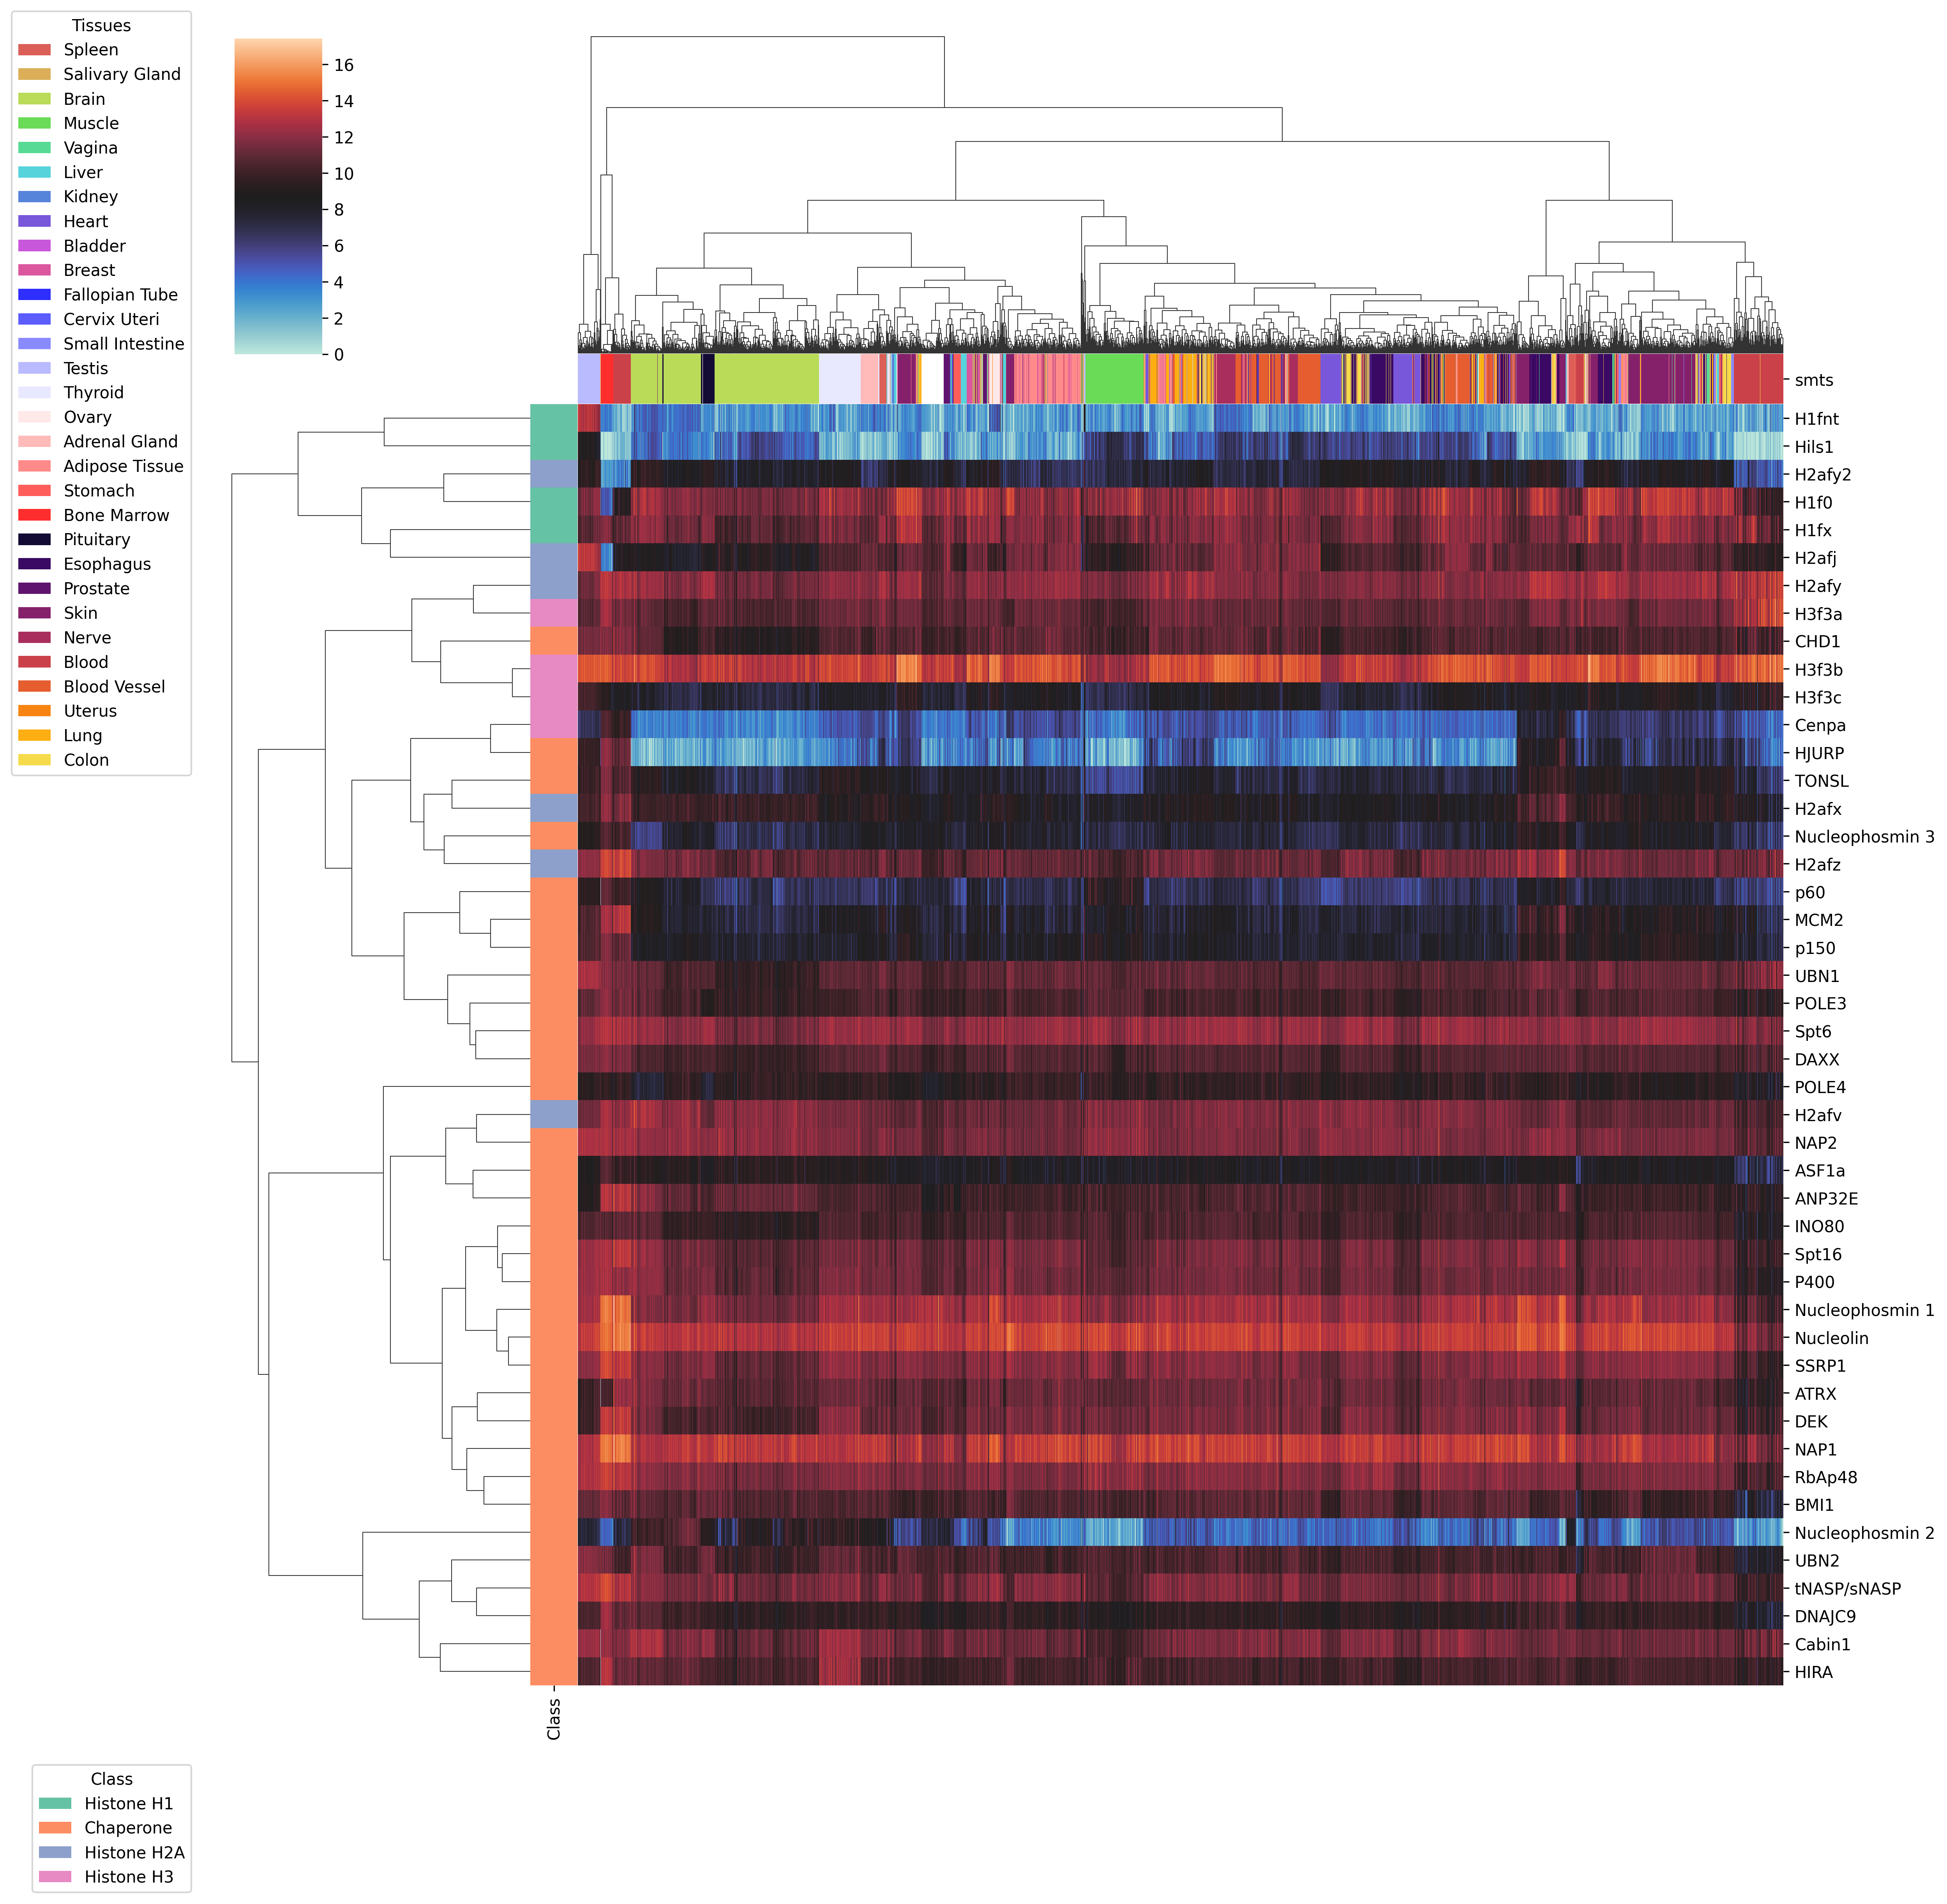 Tissues
Spleen
Salivary Gland
Brain
Muscle
Vagina
Liver
Kidney
Heart
Bladder
Breast
Fallopian Tube
Cervix Uteri
Small Intestine
Testis
Thyroid
Ovary
Adrenal Gland
Adipose Tissue
Stomach
Bone Marrow
Pituitary
Esophagus
Prostate
Skin
Nerve
Blood
Blood Vessel
Uterus
Lung
Colon
16
14
12
10
8
6
4
2
0
smts
H1fnt
Hils1
H2afy2
H1f0
H1fx
H2afj
H2afy
H3f3a
CHD1
H3f3b
H3f3c
Cenpa
HJURP
TONSL
H2afx
Nucleophosmin 3
H2afz
p60
MCM2
p150
UBN1
POLE3
Spt6
DAXX
POLE4
H2afv
NAP2
ASF1a
ANP32E
INO80
Spt16
P400
Nucleophosmin 1
Nucleolin
SSRP1
ATRX
DEK
NAP1
RbAp48
BMI1
Nucleophosmin 2
UBN2
tNASP/sNASP
DNAJC9
Cabin1
HIRA
Class
Class
Histone H1
Chaperone
Histone H2A
Histone H3